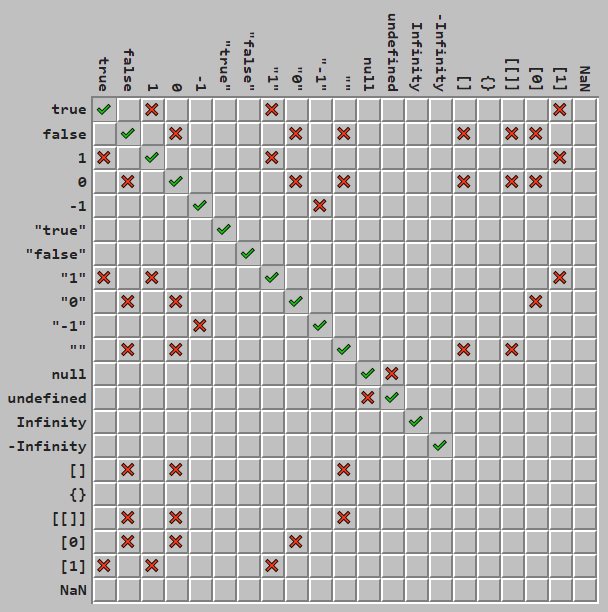 true
false
1
0
-1
"true"
"false"
"1"
"0"
"-1"
""
null
undefined
Infinity
-Infinity
[]
{}
[[]]
[0]
[1]
NaN
true
false
1
0
-1
"true"
"false"
"1"
"0"
"-1"
""
null
undefined
Infinity
-Infinity
[]
{}
[[]]
[0]
[1]
NaN